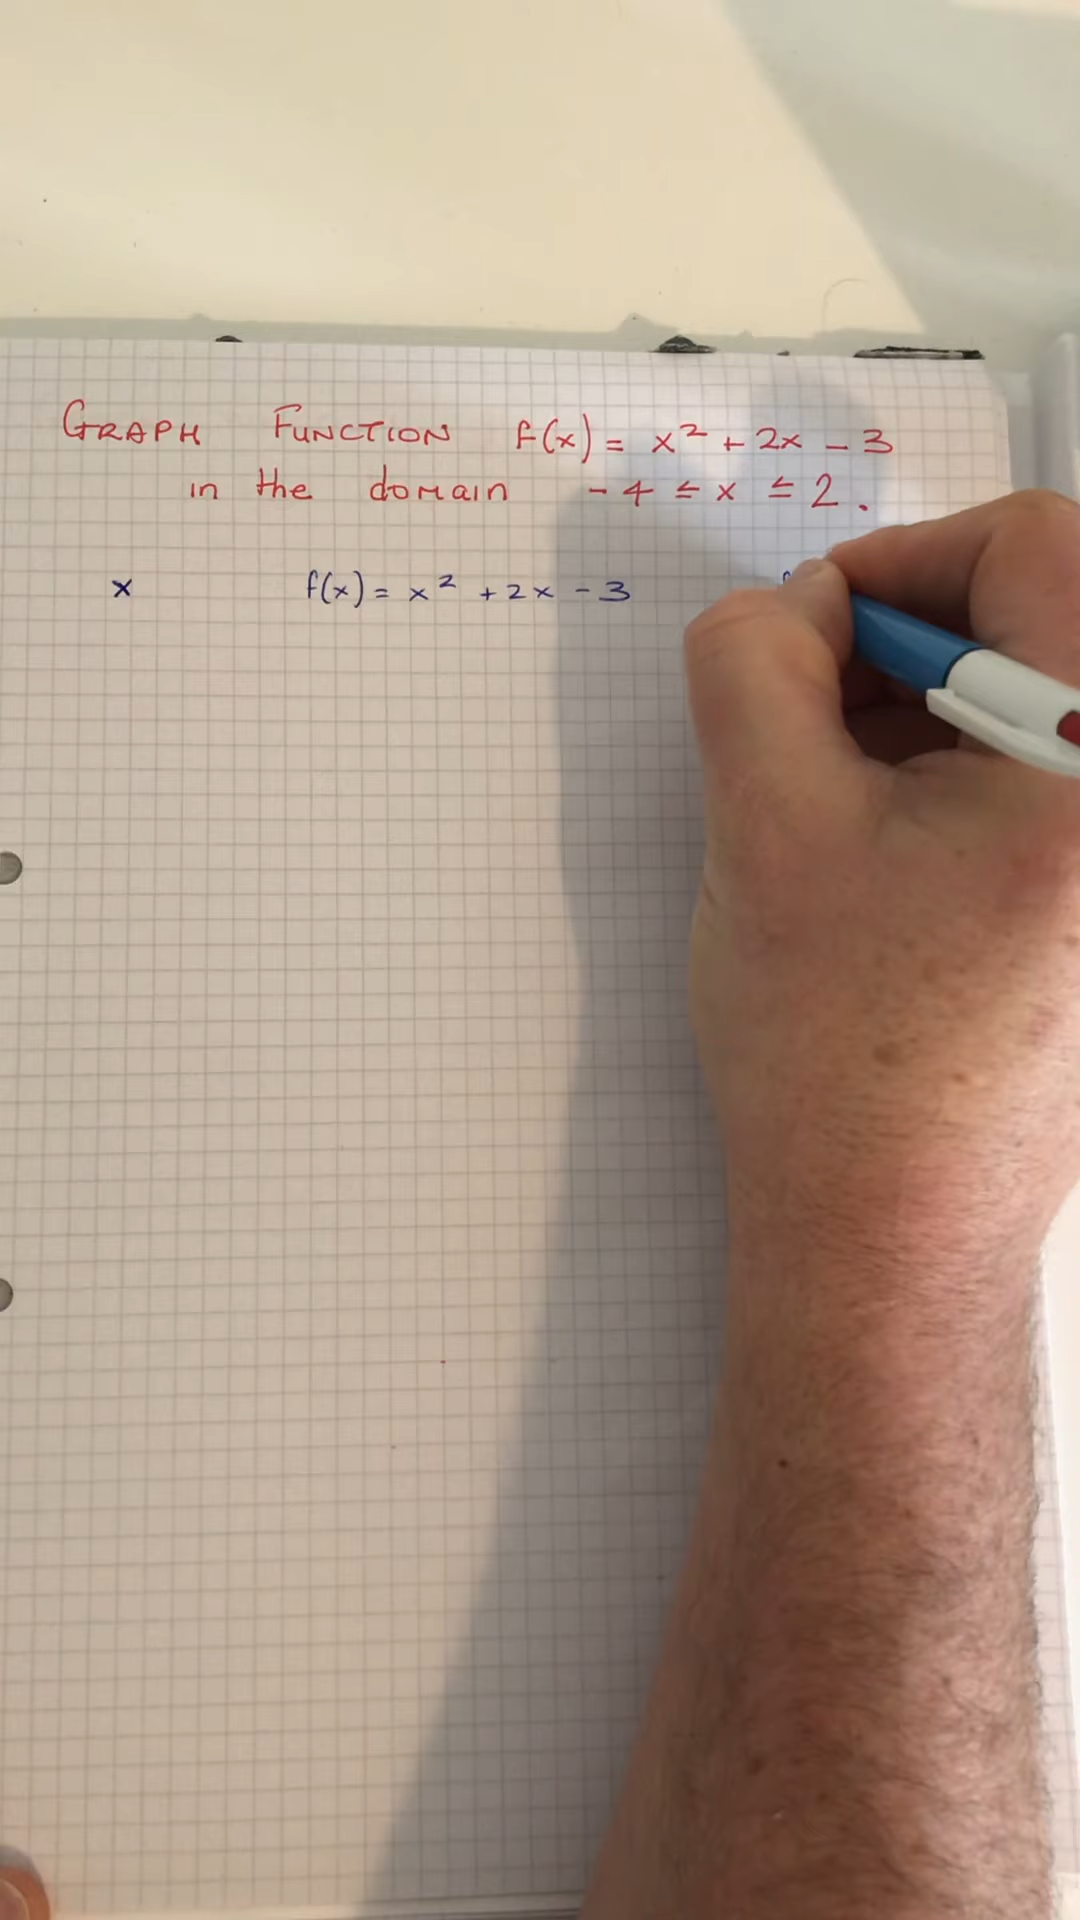 GRAPH FUNCTION f(x) = x² + 2x - 3
in the domain - 4 ≤ x ≤ 2.
x f(x) = x² + 2x - 3